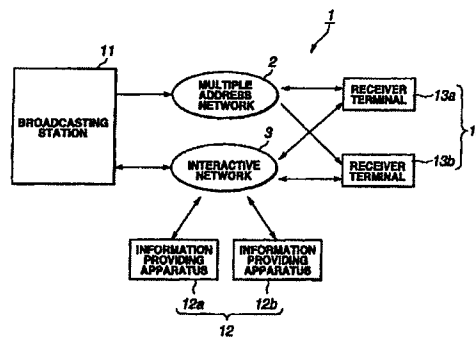 1
11
2
MULTIPLE
ADDRESS
NETWORK
RECEIVER
TERMINAL
13a
BROADCASTING
STATION
3
1
INTERACTIVE
NETWORK
RECEIVER
TERMINAL
13b
INFORMATION
PROVIDING
APPARATUS
INFORMATION
PROVIDING
APPARATUS
12a
12b
12